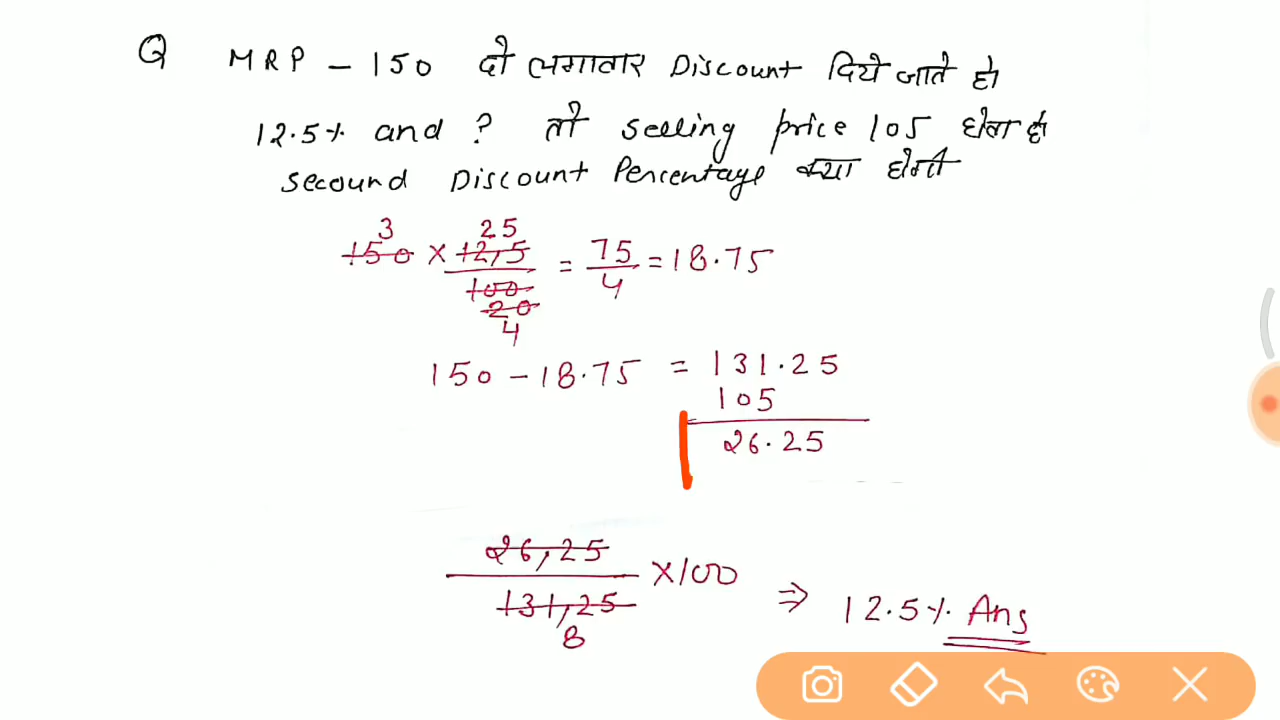 Q MRP - 150 दो लगातार Discount दिये जाते हो
12.5% and ? तो selling price 105 होता हो
secound Discount Percentage क्या होगी
3 25
150 × 12.5 = 75 = 18.75
100 4
20
4
150 - 18.75 = 131.25
105
26.25
26.25
×100
131.25
8
⇒ 12.5% Ans